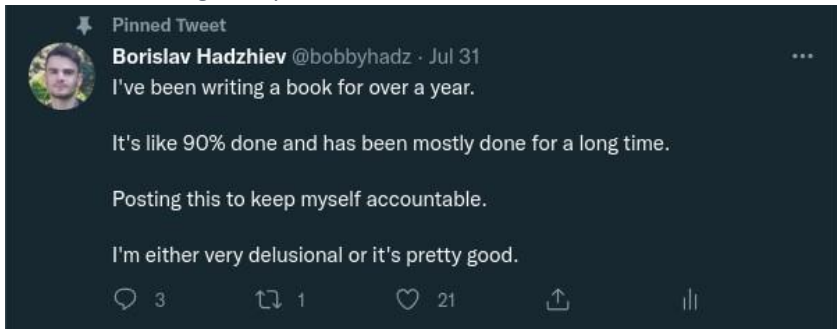 Pinned Tweet
Borislav Hadzhiev @bobbyhadz · Jul 31
I've been writing a book for over a year.
It's like 90% done and has been mostly done for a long time.
Posting this to keep myself accountable.
I'm either very delusional or it's pretty good.
3 1 21